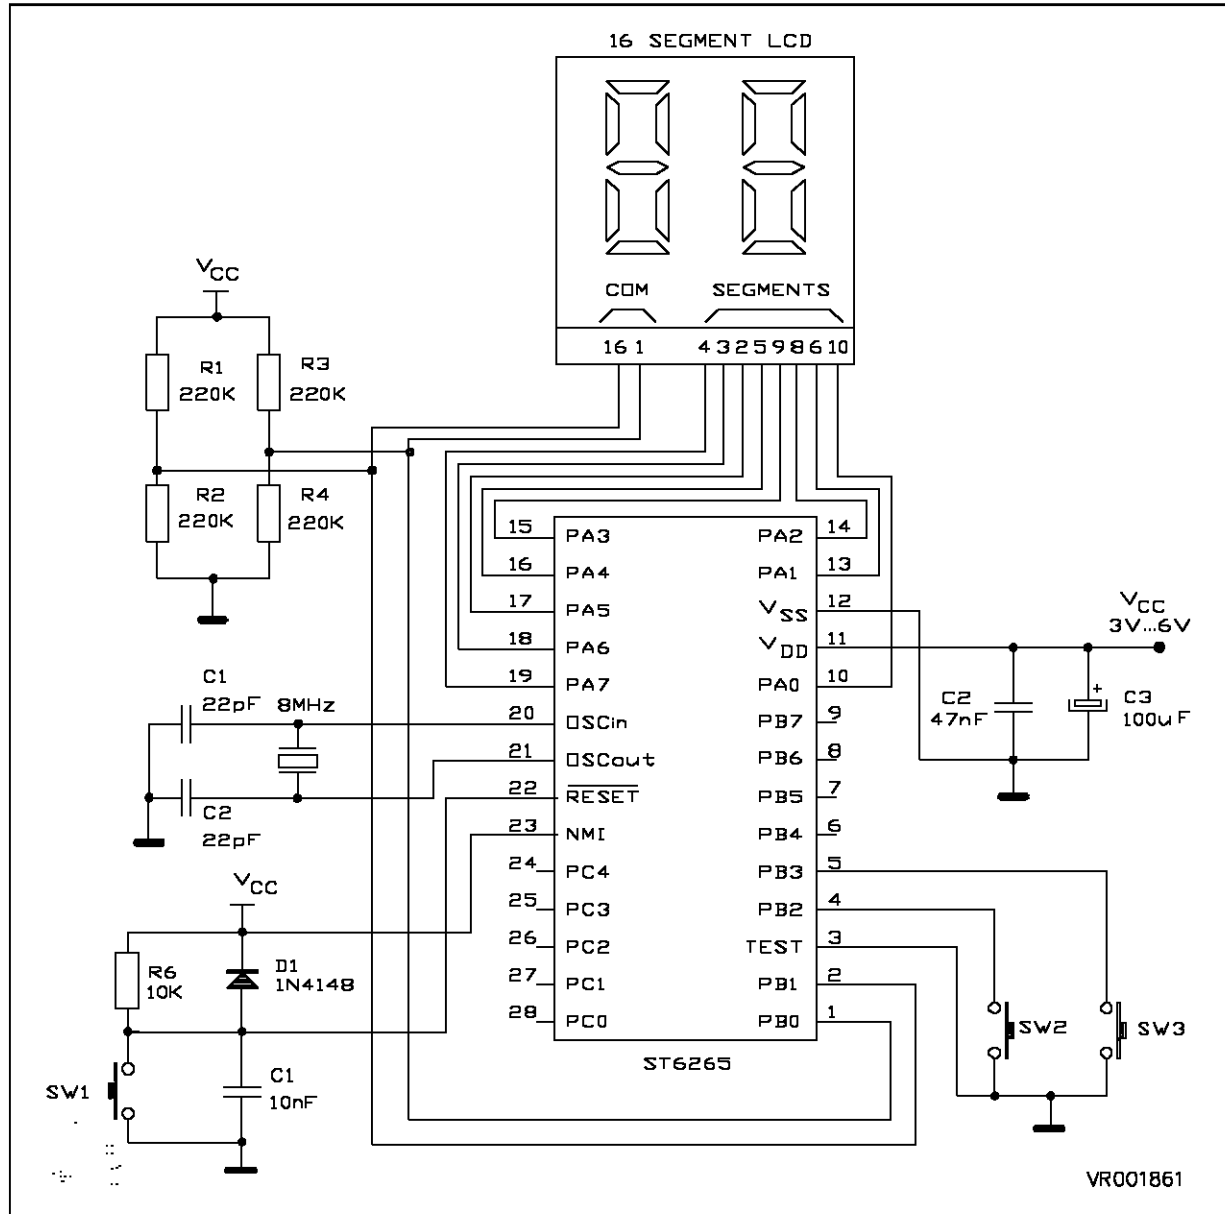 16 SEGMENT LCD
COM SEGMENTS
16 1 4 3 2 5 9 8 6 10
VCC
R1 220K
R3 220K
R2 220K
R4 220K
15 PA3 PA2 14
16 PA4 PA1 13
17 PA5 VSS 12
18 PA6 VDD 11
19 PA7 PA0 10
20 OSCin PB7 9
21 OSCout PB6 8
22 RESET PB5 7
23 NMI PB4 6
24 PC4 PB3 5
25 PC3 PB2 4
26 PC2 TEST 3
27 PC1 PB1 2
28 PC0 PB0 1
ST6265
VCC
3V...6V
C2 47nF
+
C3 100uF
C1
22pF
8MHz
C2
22pF
VCC
R6 10K
D1 1N4148
SW1
C1 10nF
SW2
SW3
VR001861